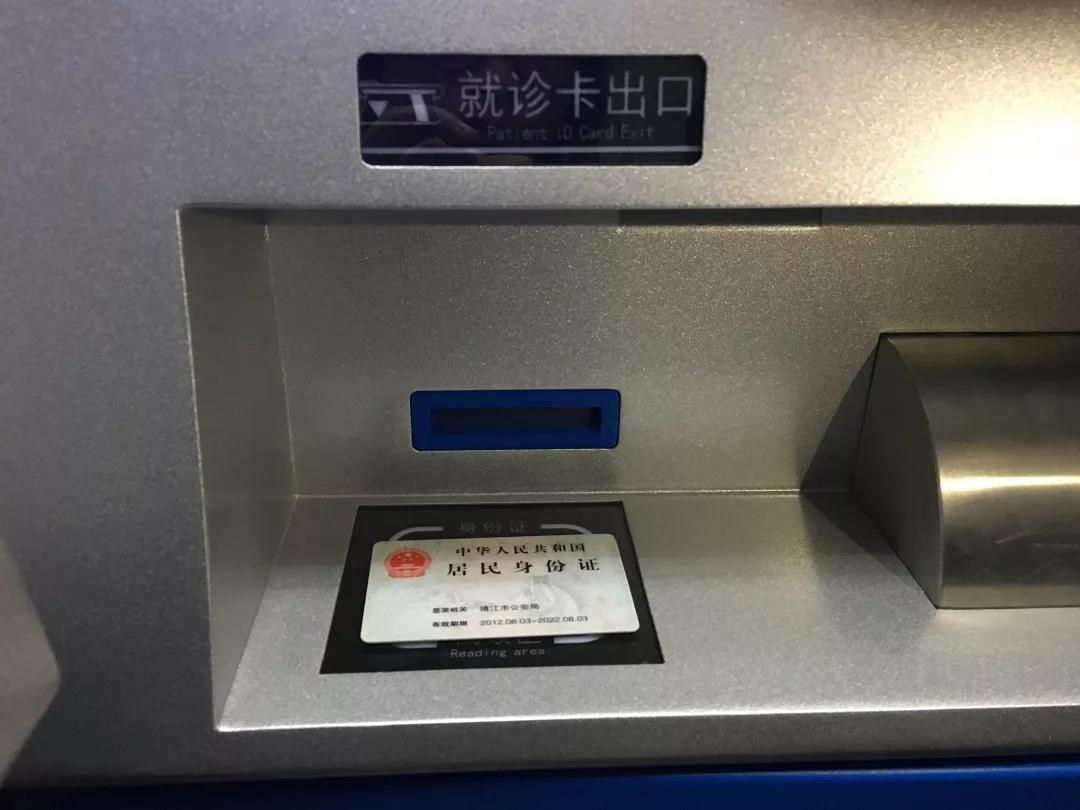 就诊卡出口
Patient ID Card Exit
身份证
中华人民共和国
居民身份证
签发机关 靖江市公安局
有效期限 2012.08.03-2022.08.03
Reading area